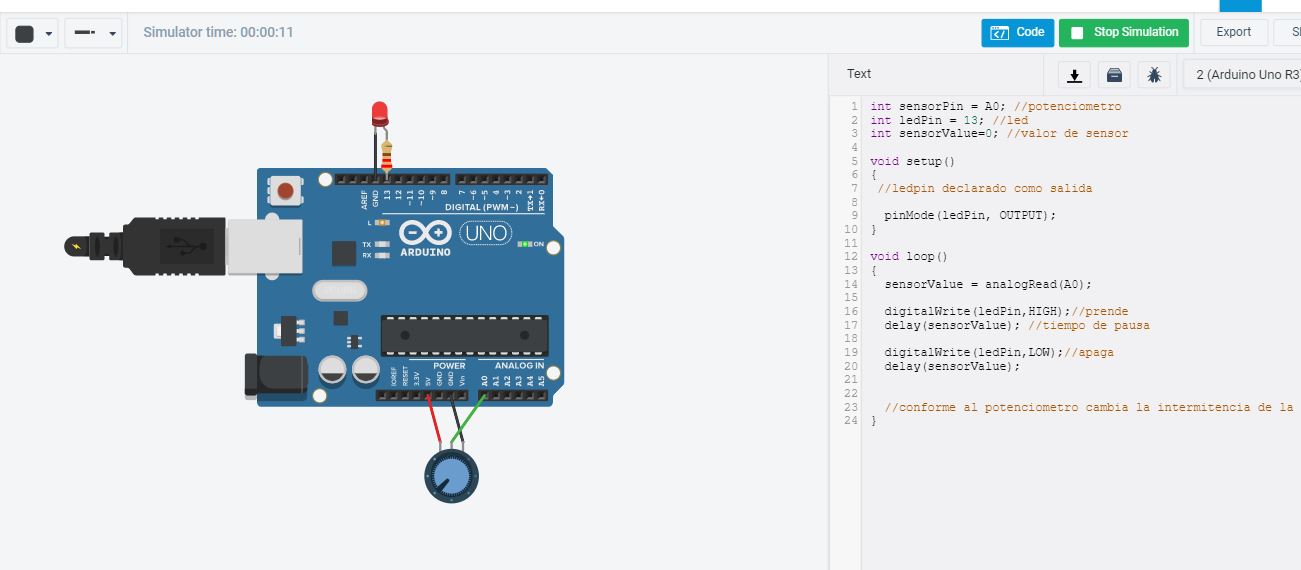 Simulator time: 00:00:11
Code
Stop Simulation
Export
Text
2 (Arduino Uno R3
1 int sensorPin = A0; //potenciometro
2 int ledPin = 13; //led
3 int sensorValue=0; //valor de sensor
4
5 void setup()
6 {
7 //ledpin declarado como salida
8
9 pinMode(ledPin, OUTPUT);
10 }
11
12 void loop()
13 {
14 sensorValue = analogRead(A0);
15
16 digitalWrite(ledPin,HIGH);//prende
17 delay(sensorValue); //tiempo de pausa
18
19 digitalWrite(ledPin,LOW);//apaga
20 delay(sensorValue);
21
22
23 //conforme al potenciometro cambia la intermitencia de la
24 }
AREF
GND
13
12
~11
~10
~9
8
7
~6
~5
4
~3
2
TX→1
RX←0
DIGITAL (PWM~)
L
TX
RX
UNO
ARDUINO
ON
POWER
ANALOG IN
IOREF
RESET
3.3V
5V
GND
GND
Vin
A0
A1
A2
A3
A4
A5